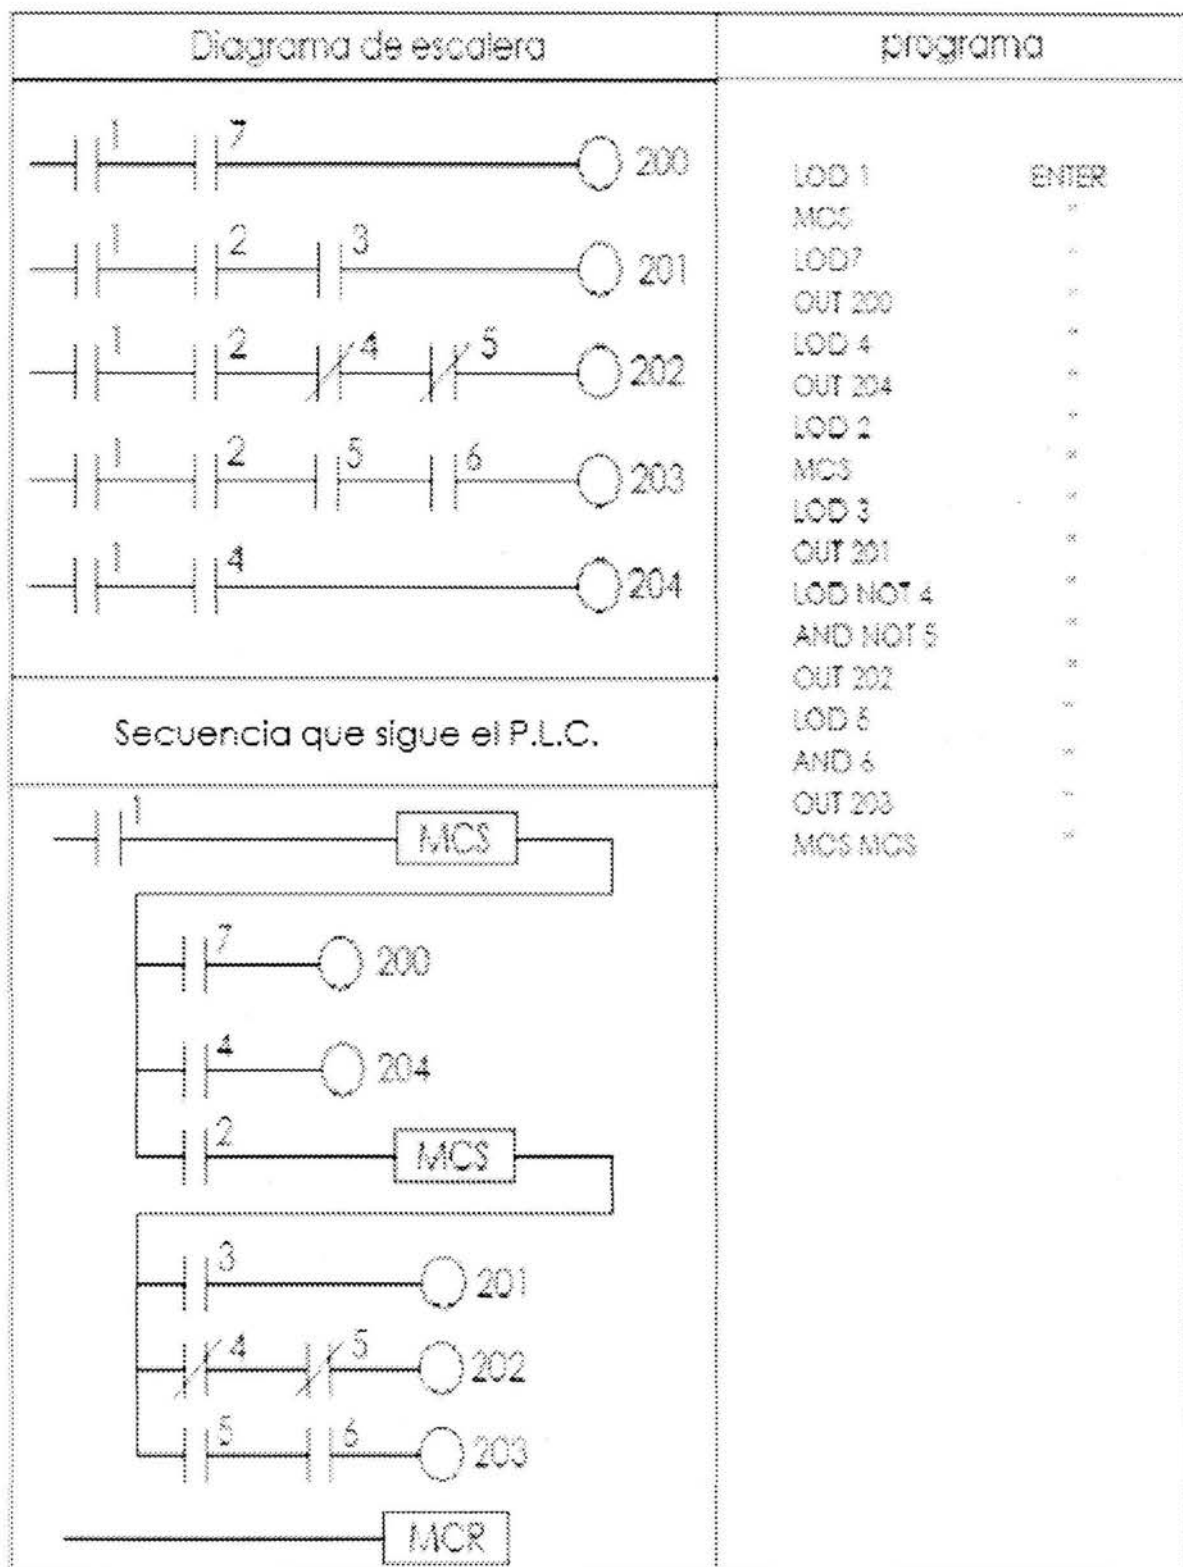 Diagrama de escalera
1 7 200
1 2 3 201
1 2 4 5 202
1 2 5 6 203
1 4 204
Secuencia que sigue el P.L.C.
1 MCS
7 200
4 204
2 MCS
3 201
4 5 202
5 6 203
MCR
programa
LOD 1 ENTER
MCS "
LOD7 "
OUT 200 "
LOD 4 "
OUT 204 "
LOD 2 "
MCS "
LOD 3 "
OUT 201 "
LOD NOT 4 "
AND NOT 5 "
OUT 202 "
LOD 5 "
AND 6 "
OUT 203 "
MCS MCS "